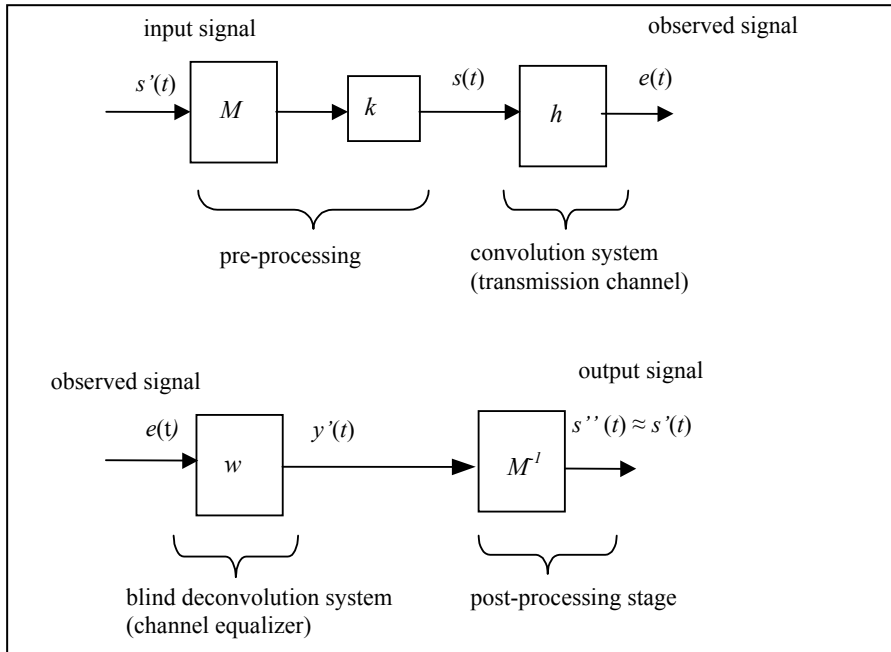 input signal
observed signal
s’(t)
M
k
s(t)
h
e(t)
pre-processing
convolution system
(transmission channel)
observed signal
output signal
e(t)
w
y’(t)
M⁻¹
s’’ (t) ≈ s’(t)
blind deconvolution system
(channel equalizer)
post-processing stage